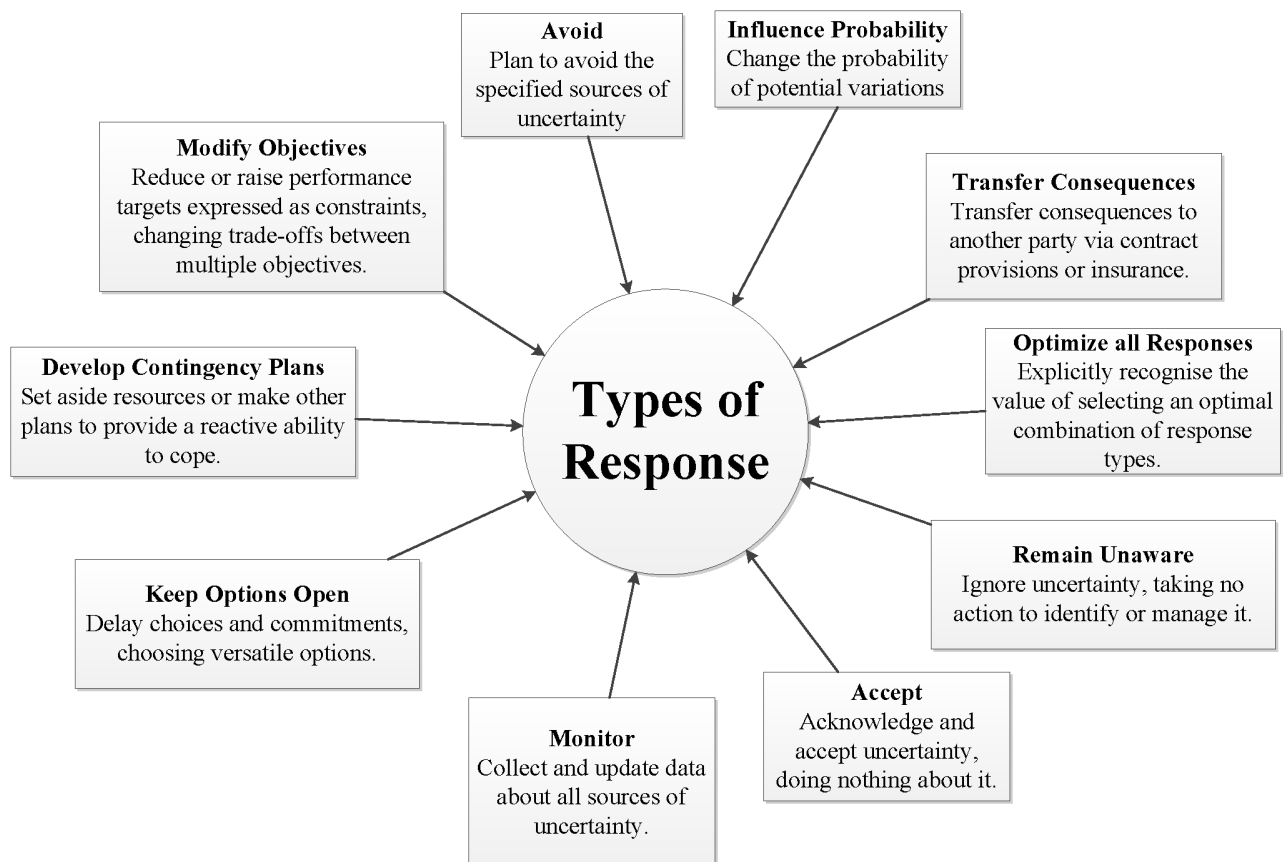 Avoid
Plan to avoid the
specified sources of
uncertainty
Influence Probability
Change the probability
of potential variations
Modify Objectives
Reduce or raise performance
targets expressed as constraints,
changing trade-offs between
multiple objectives.
Transfer Consequences
Transfer consequences to
another party via contract
provisions or insurance.
Develop Contingency Plans
Set aside resources or make other
plans to provide a reactive ability
to cope.
Types of
Response
Optimize all Responses
Explicitly recognise the
value of selecting an optimal
combination of response
types.
Keep Options Open
Delay choices and commitments,
choosing versatile options.
Remain Unaware
Ignore uncertainty, taking no
action to identify or manage it.
Monitor
Collect and update data
about all sources of
uncertainty.
Accept
Acknowledge and
accept uncertainty,
doing nothing about it.